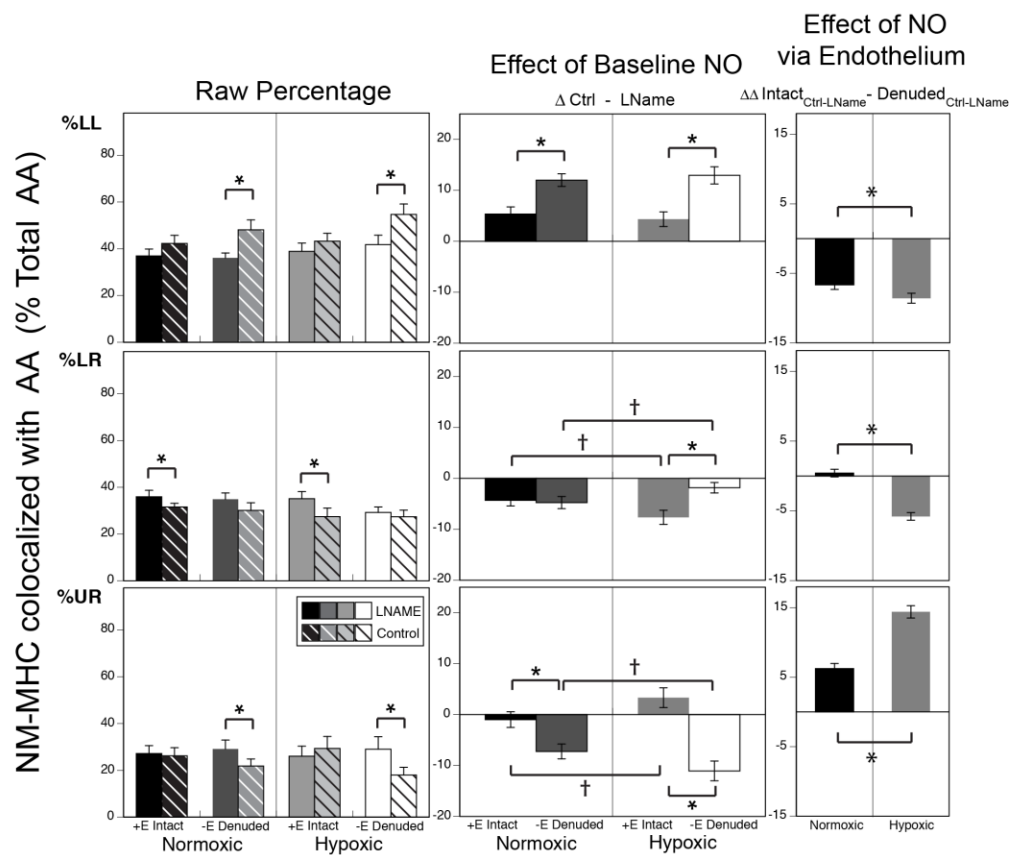 Effect of NO
via Endothelium
Effect of Baseline NO
Raw Percentage
Δ Ctrl - LName
ΔΔ Intact Ctrl-LName - Denuded Ctrl-LName
NM-MHC colocalized with AA (% Total AA)
%LL
80
60
40
20
0
* *
20
10
0
-10
-20
* *
15
5
-5
-15
*
%LR
80
60
40
20
0
* *
20
10
0
-10
-20
† † *
15
5
-5
-15
*
%UR
80
60
40
20
0
LNAME
Control
* *
20
10
0
-10
-20
* † † *
15
5
-5
-15
*
+E Intact -E Denuded +E Intact -E Denuded
Normoxic Hypoxic
+E Intact -E Denuded +E Intact -E Denuded
Normoxic Hypoxic
Normoxic Hypoxic